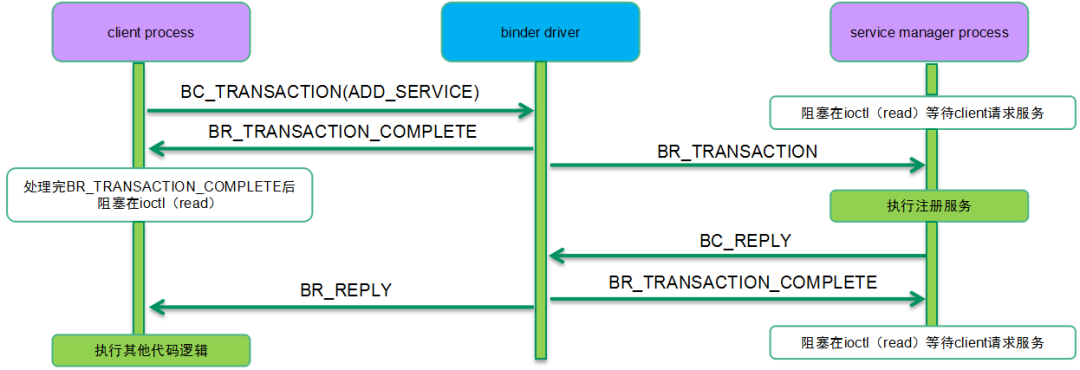 client process
binder driver
service manager process
BC_TRANSACTION(ADD_SERVICE)
阻塞在ioctl（read）等待client请求服务
BR_TRANSACTION_COMPLETE
BR_TRANSACTION
处理完BR_TRANSACTION_COMPLETE后
阻塞在ioctl（read）
执行注册服务
BC_REPLY
BR_TRANSACTION_COMPLETE
BR_REPLY
执行其他代码逻辑
阻塞在ioctl（read）等待client请求服务